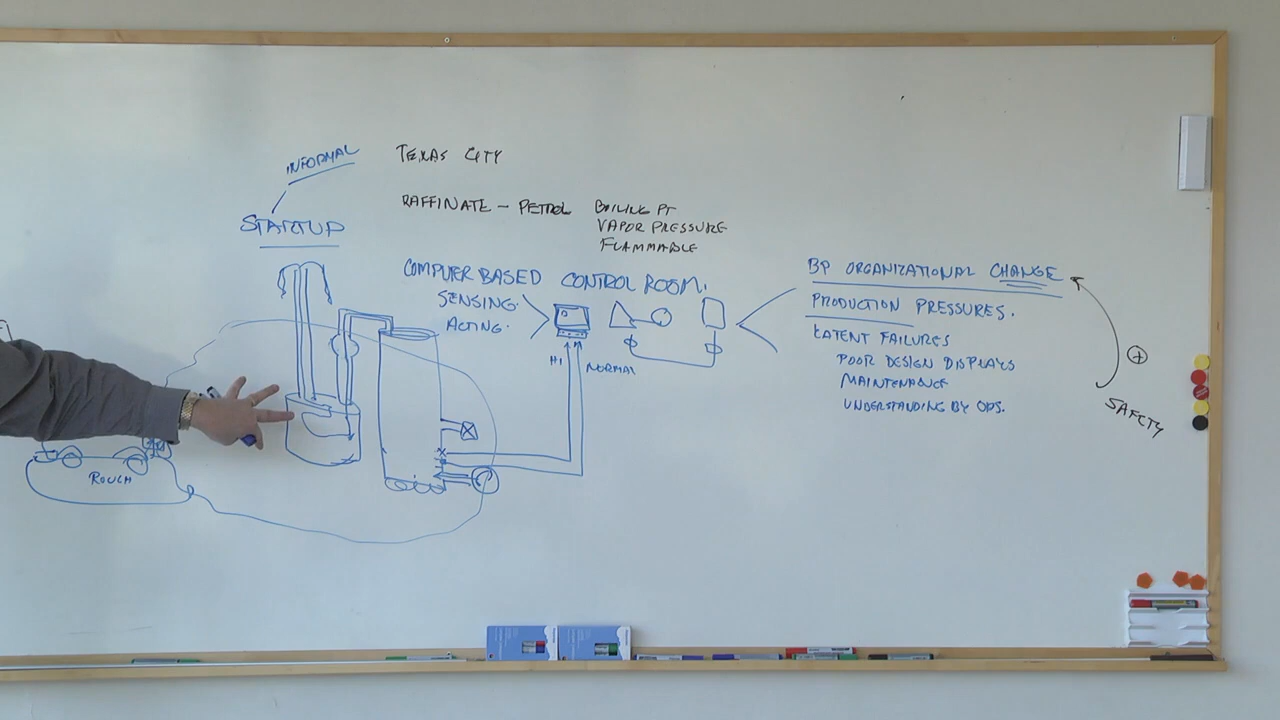 INFORMAL
TEXAS CITY
STARTUP
RAFFINATE - PETROL
BOILING PT
VAPOR PRESSURE
FLAMMABLE
COMPUTER BASED CONTROL ROOM.
SENSING.
ACTING.
HI
NORMAL
BP ORGANIZATIONAL CHANGE
PRODUCTION PRESSURES.
LATENT FAILURES
POOR DESIGN DISPLAYS
MAINTENANCE
UNDERSTANDING BY OPS.
+
SAFETY